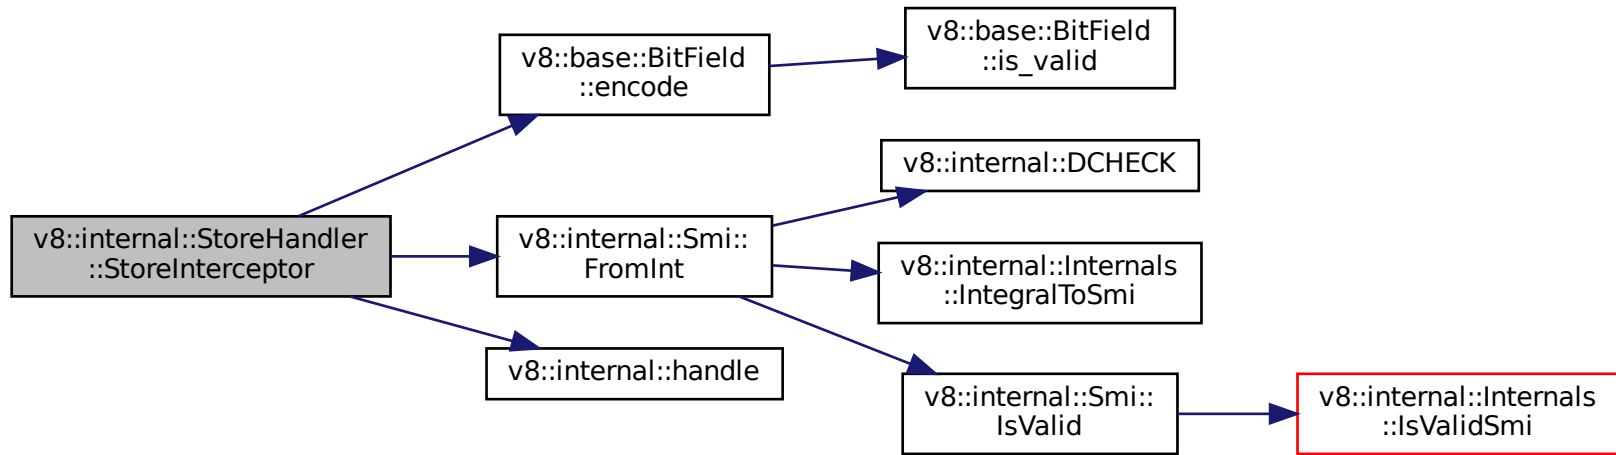 v8::internal::StoreHandler
::StoreInterceptor
v8::base::BitField
::encode
v8::base::BitField
::is_valid
v8::internal::Smi::
FromInt
v8::internal::DCHECK
v8::internal::Internals
::IntegralToSmi
v8::internal::Smi::
IsValid
v8::internal::Internals
::IsValidSmi
v8::internal::handle